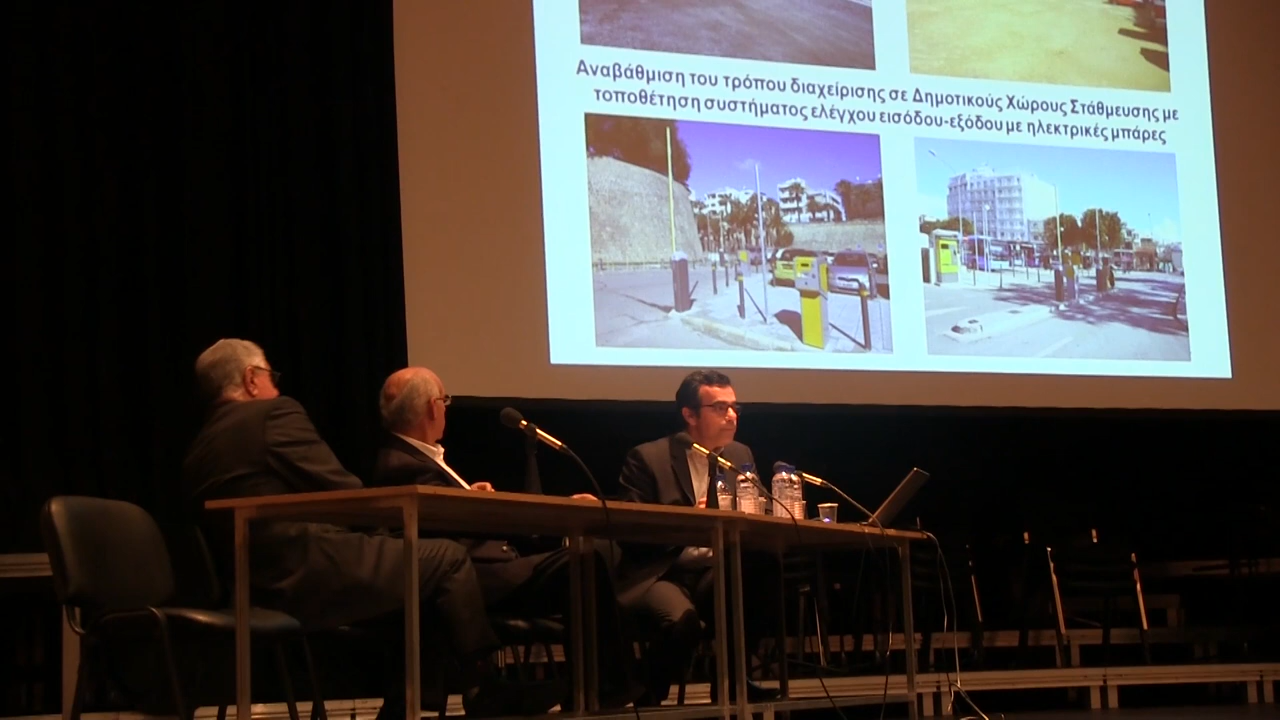 Αναβάθμιση του τρόπου διαχείρισης σε Δημοτικούς Χώρους Στάθμευσης με
τοποθέτηση συστήματος ελέγχου εισόδου-εξόδου με ηλεκτρικές μπάρες